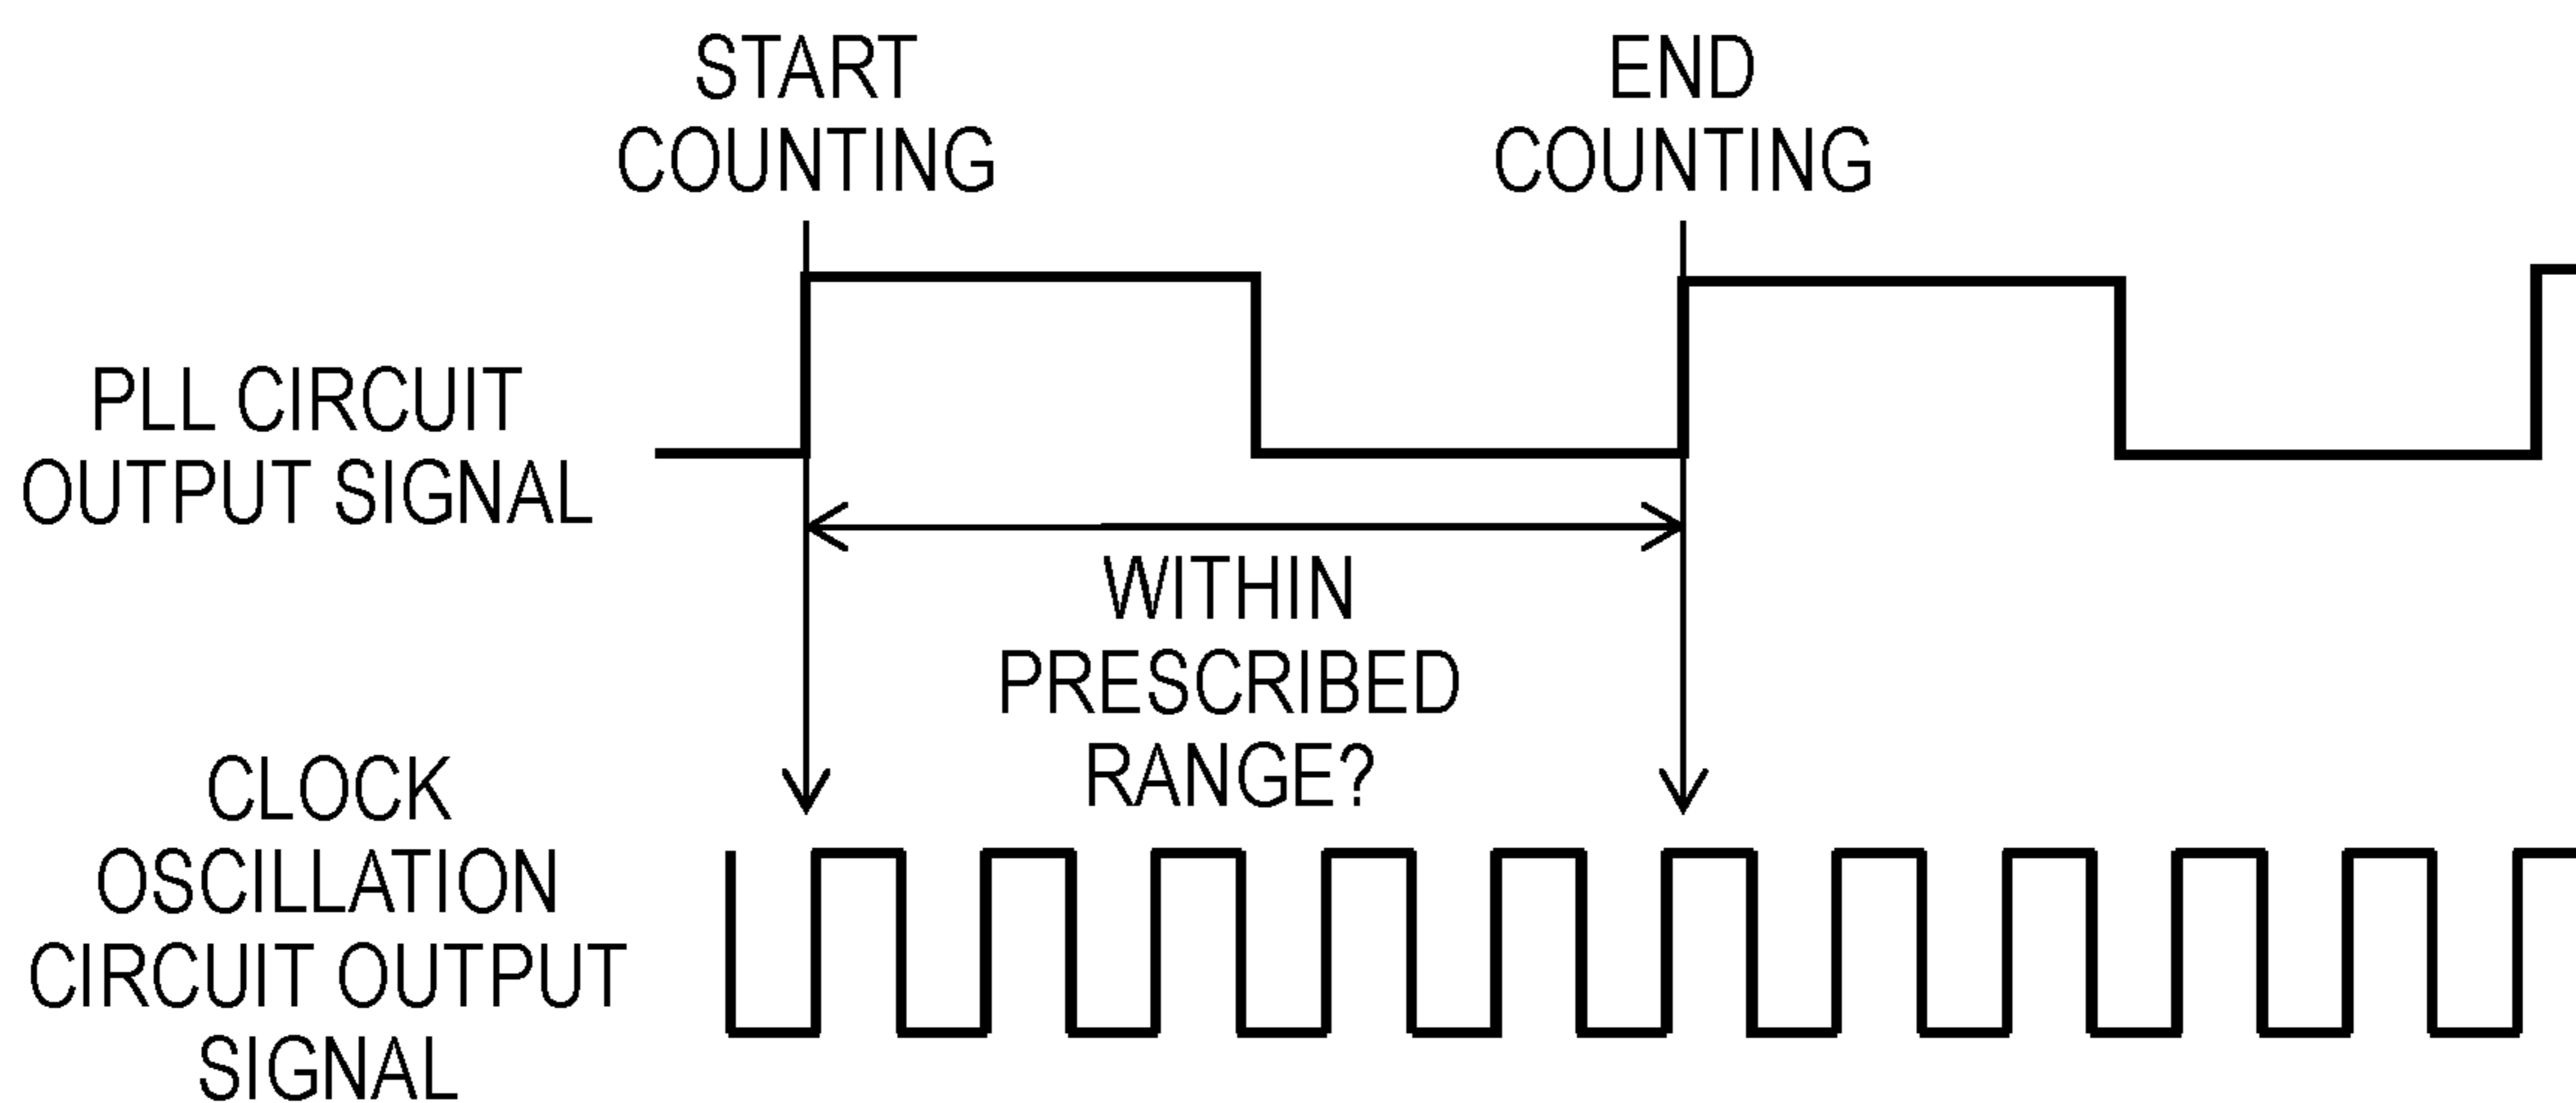 START
COUNTING
END
COUNTING
PLL CIRCUIT
OUTPUT SIGNAL
WITHIN
PRESCRIBED
RANGE?
CLOCK
OSCILLATION
CIRCUIT OUTPUT
SIGNAL